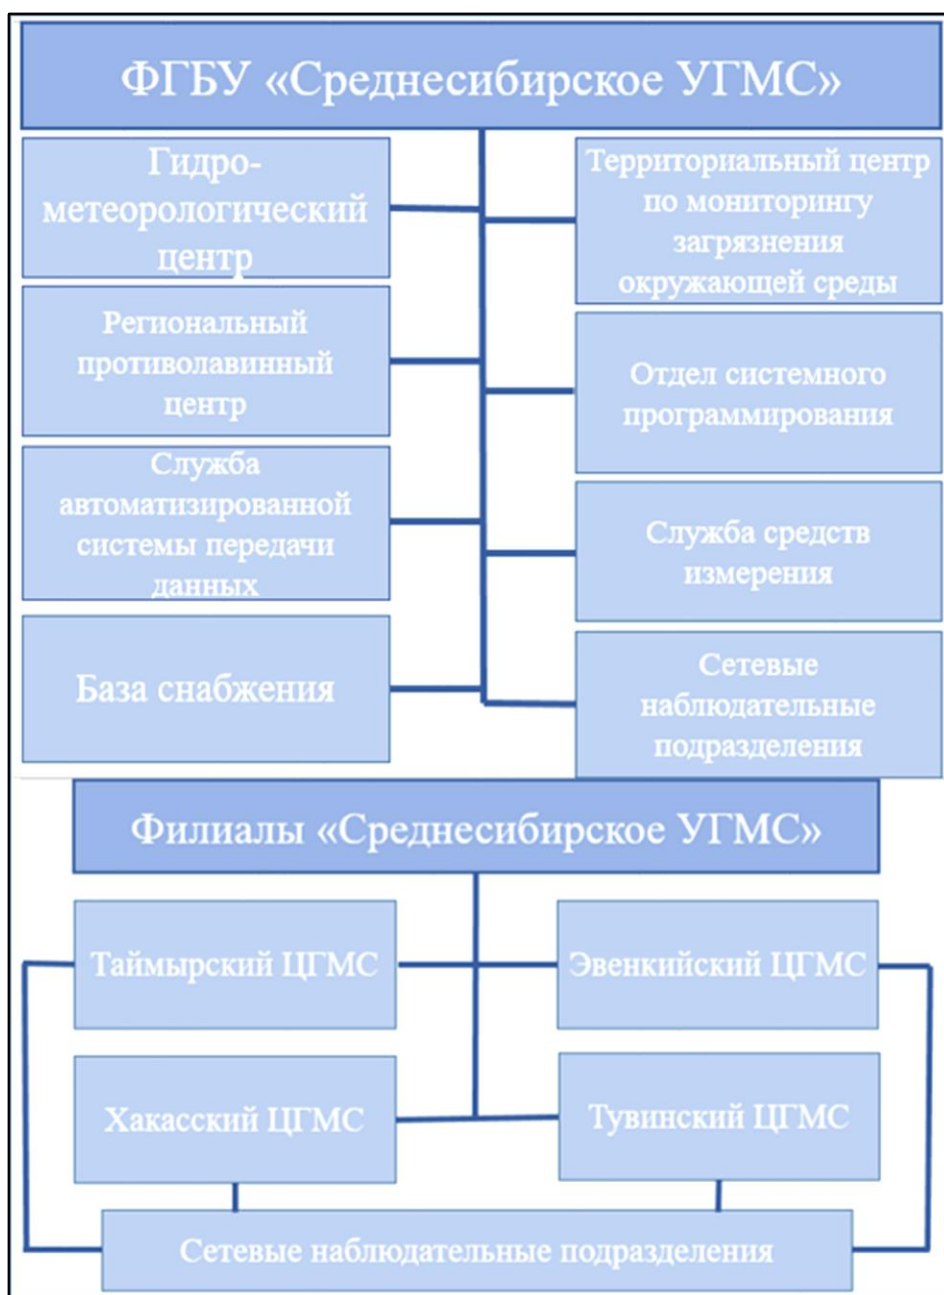 ФГБУ «Среднесибирское УГМС»
Гидро-
метеорологический
центр
Территориальный центр
по мониторингу
загрязнения
окружающей среды
Региональный
противолавинный
центр
Отдел системного
программирования
Служба
автоматизированной
системы передачи
данных
Служба средств
измерения
База снабжения
Сетевые
наблюдательные
подразделения
Филиалы «Среднесибирское УГМС»
Таймырский ЦГМС
Эвенкийский ЦГМС
Хакасский ЦГМС
Тувинский ЦГМС
Сетевые наблюдательные подразделения